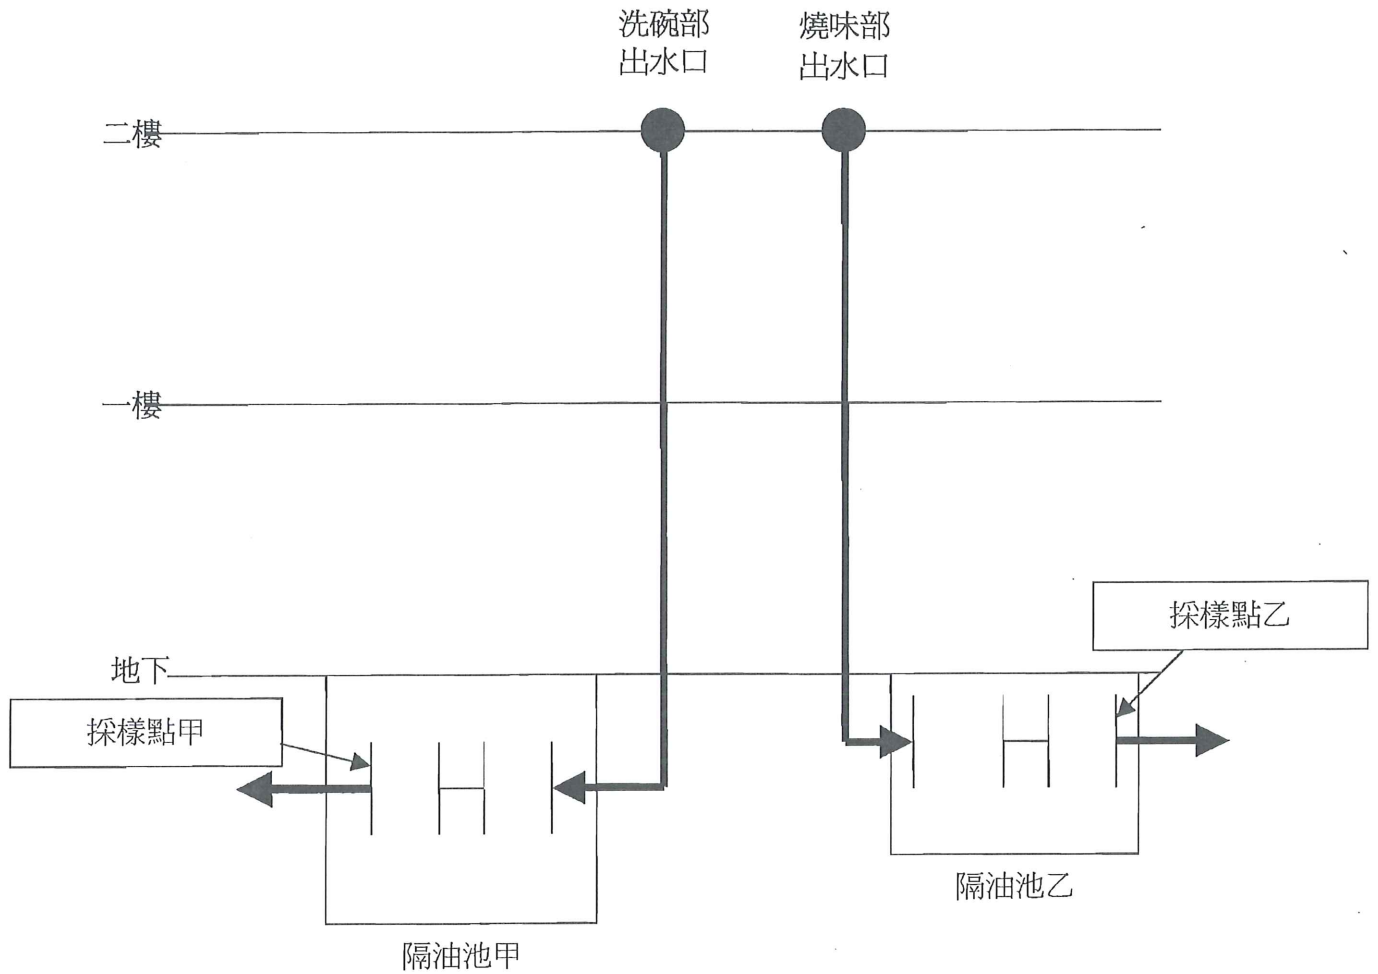 洗碗部
出水口
燒味部
出水口
二樓
一樓
地下
採樣點乙
採樣點甲
隔油池乙
隔油池甲